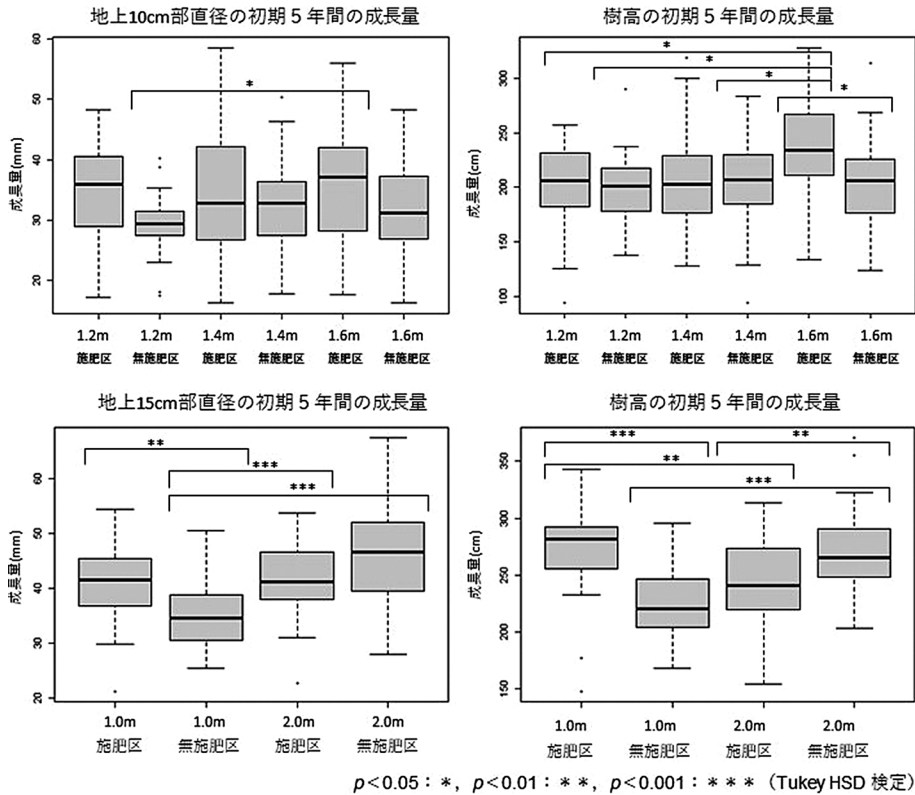 地上10cm部直径の初期５年間の成長量
成長量(mm)
60
50
40
30
20
*
1.2m 1.2m 1.4m 1.4m 1.6m 1.6m
施肥区 無施肥区 施肥区 無施肥区 施肥区 無施肥区
樹高の初期５年間の成長量
成長量(cm)
300
250
200
150
100
*
*
*
*
1.2m 1.2m 1.4m 1.4m 1.6m 1.6m
施肥区 無施肥区 施肥区 無施肥区 施肥区 無施肥区
地上15cm部直径の初期５年間の成長量
成長量(mm)
60
50
40
30
20
**
***
***
1.0m 1.0m 2.0m 2.0m
施肥区 無施肥区 施肥区 無施肥区
樹高の初期５年間の成長量
成長量(cm)
350
300
250
200
150
***
**
**
***
1.0m 1.0m 2.0m 2.0m
施肥区 無施肥区 施肥区 無施肥区
p＜0.05：*，p＜0.01：**，p＜0.001：***（Tukey HSD 検定）